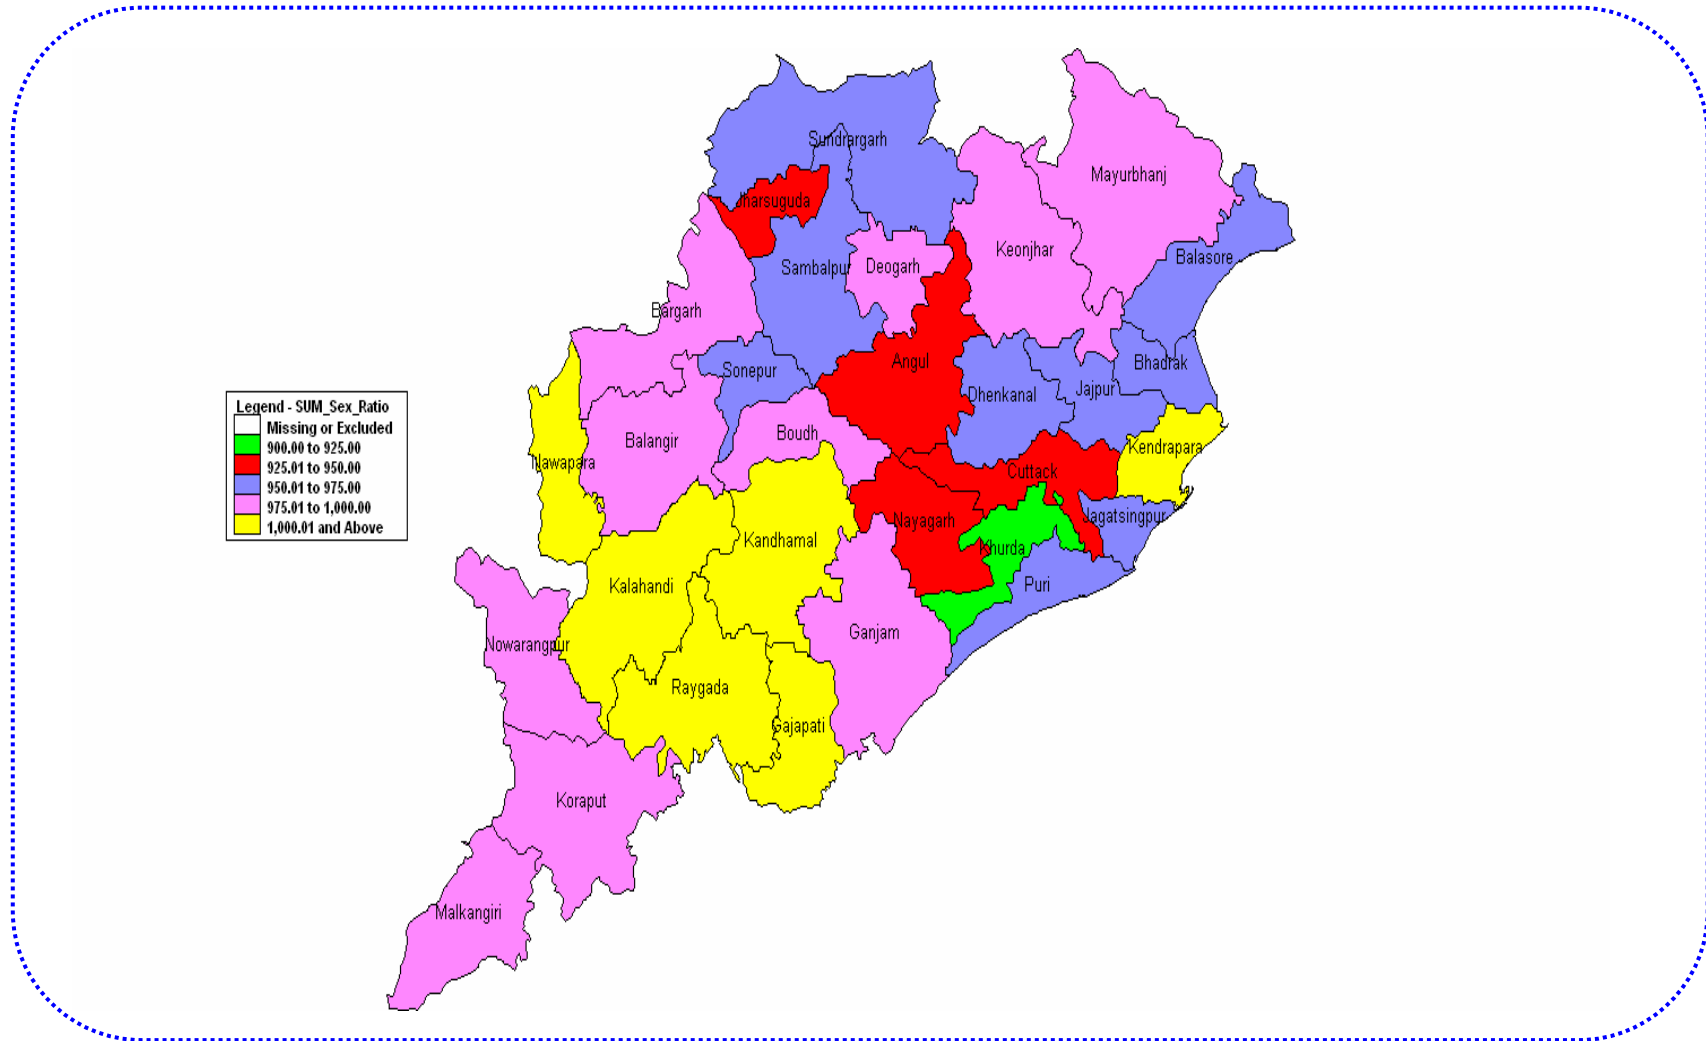 Sundrargarh
Mayurbhanj
Jharsuguda
Keonjhar
Balasore
Sambalpur
Deogarh
Bargarh
Angul
Bhadrak
Sonepur
Jajpur
Dhenkanal
Legend - SUM_Sex_Ratio
Missing or Excluded
900.00 to 925.00
925.01 to 950.00
950.01 to 975.00
975.01 to 1,000.00
1,000.01 and Above
Boudh
Balangir
Kendrapara
Nawapara
Cuttack
Jagatsingpur
Nayagarh
Kandhamal
Khurda
Kalahandi
Puri
Ganjam
Nowarangpur
Raygada
Gajapati
Koraput
Malkangiri